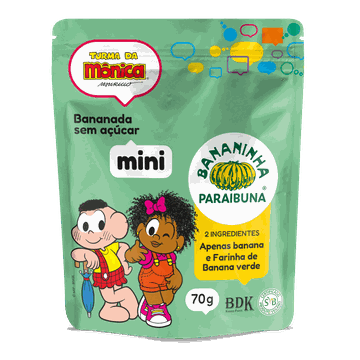 TURMA DA
MÔNICA
Bananada
sem açúcar
mini
BANANINHA
PARAIBUNA®
2 INGREDIENTES
Apenas banana
e Farinha de
Banana verde
70g
BDK